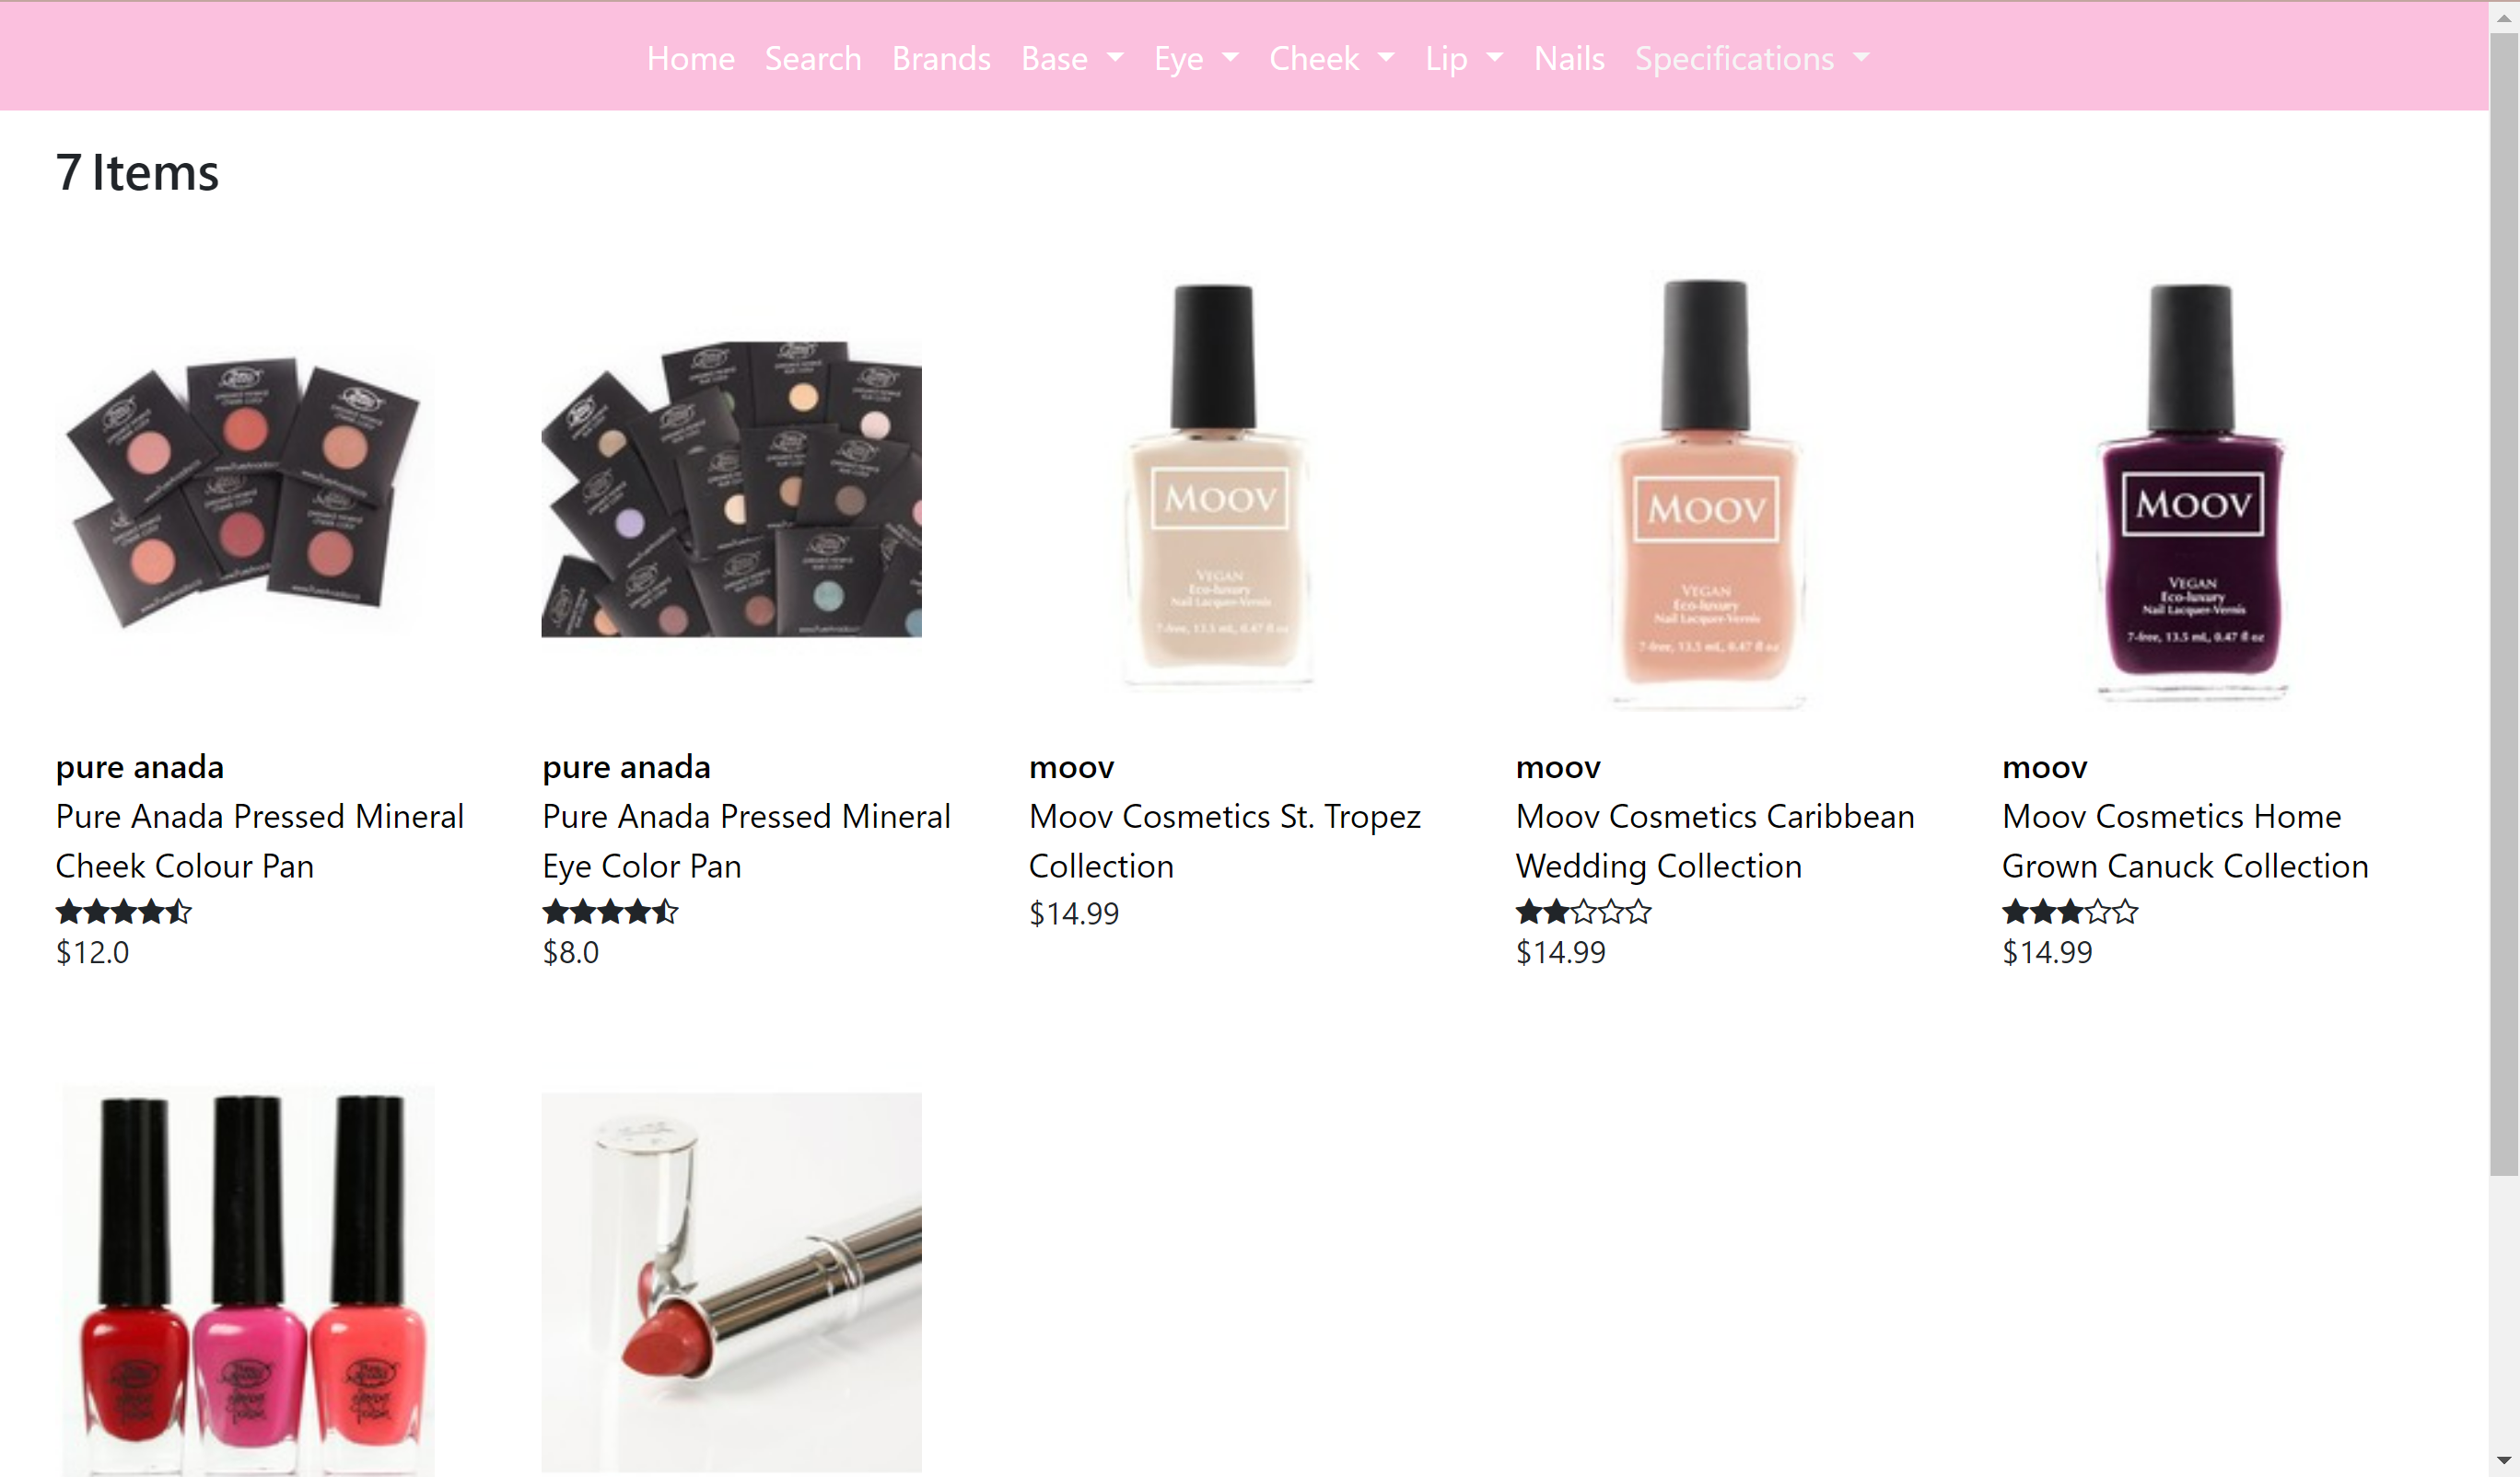 Home Search Brands Base Eye Cheek Lip Nails Specifications
7 Items
MOOV
VEGAN
Eco-luxury
Nail Lacquer-Vernis
7-free, 13.5 mL, 0.47 fl oz
MOOV
VEGAN
Eco-luxury
Nail Lacquer-Vernis
7-free, 13.5 mL, 0.47 fl oz
MOOV
VEGAN
Eco-luxury
Nail Lacquer-Vernis
7-free, 13.5 mL, 0.47 fl oz
pure anada
Pure Anada Pressed Mineral
Cheek Colour Pan
$12.0
pure anada
Pure Anada Pressed Mineral
Eye Color Pan
$8.0
moov
Moov Cosmetics St. Tropez
Collection
$14.99
moov
Moov Cosmetics Caribbean
Wedding Collection
$14.99
moov
Moov Cosmetics Home
Grown Canuck Collection
$14.99